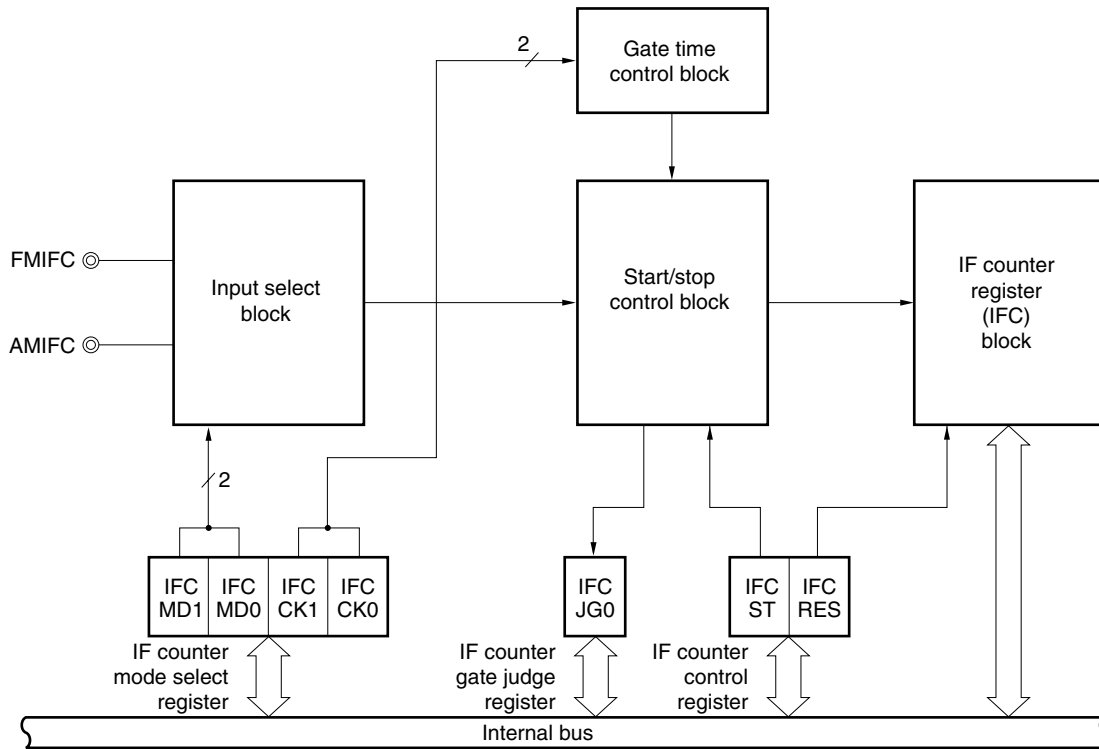 2
Gate time
control block
FMIFC
AMIFC
Input select
block
Start/stop
control block
IF counter
register
(IFC)
block
2
IFC
MD1
IFC
MD0
IFC
CK1
IFC
CK0
IFC
JG0
IFC
ST
IFC
RES
IF counter
mode select
register
IF counter
gate judge
register
IF counter
control
register
Internal bus